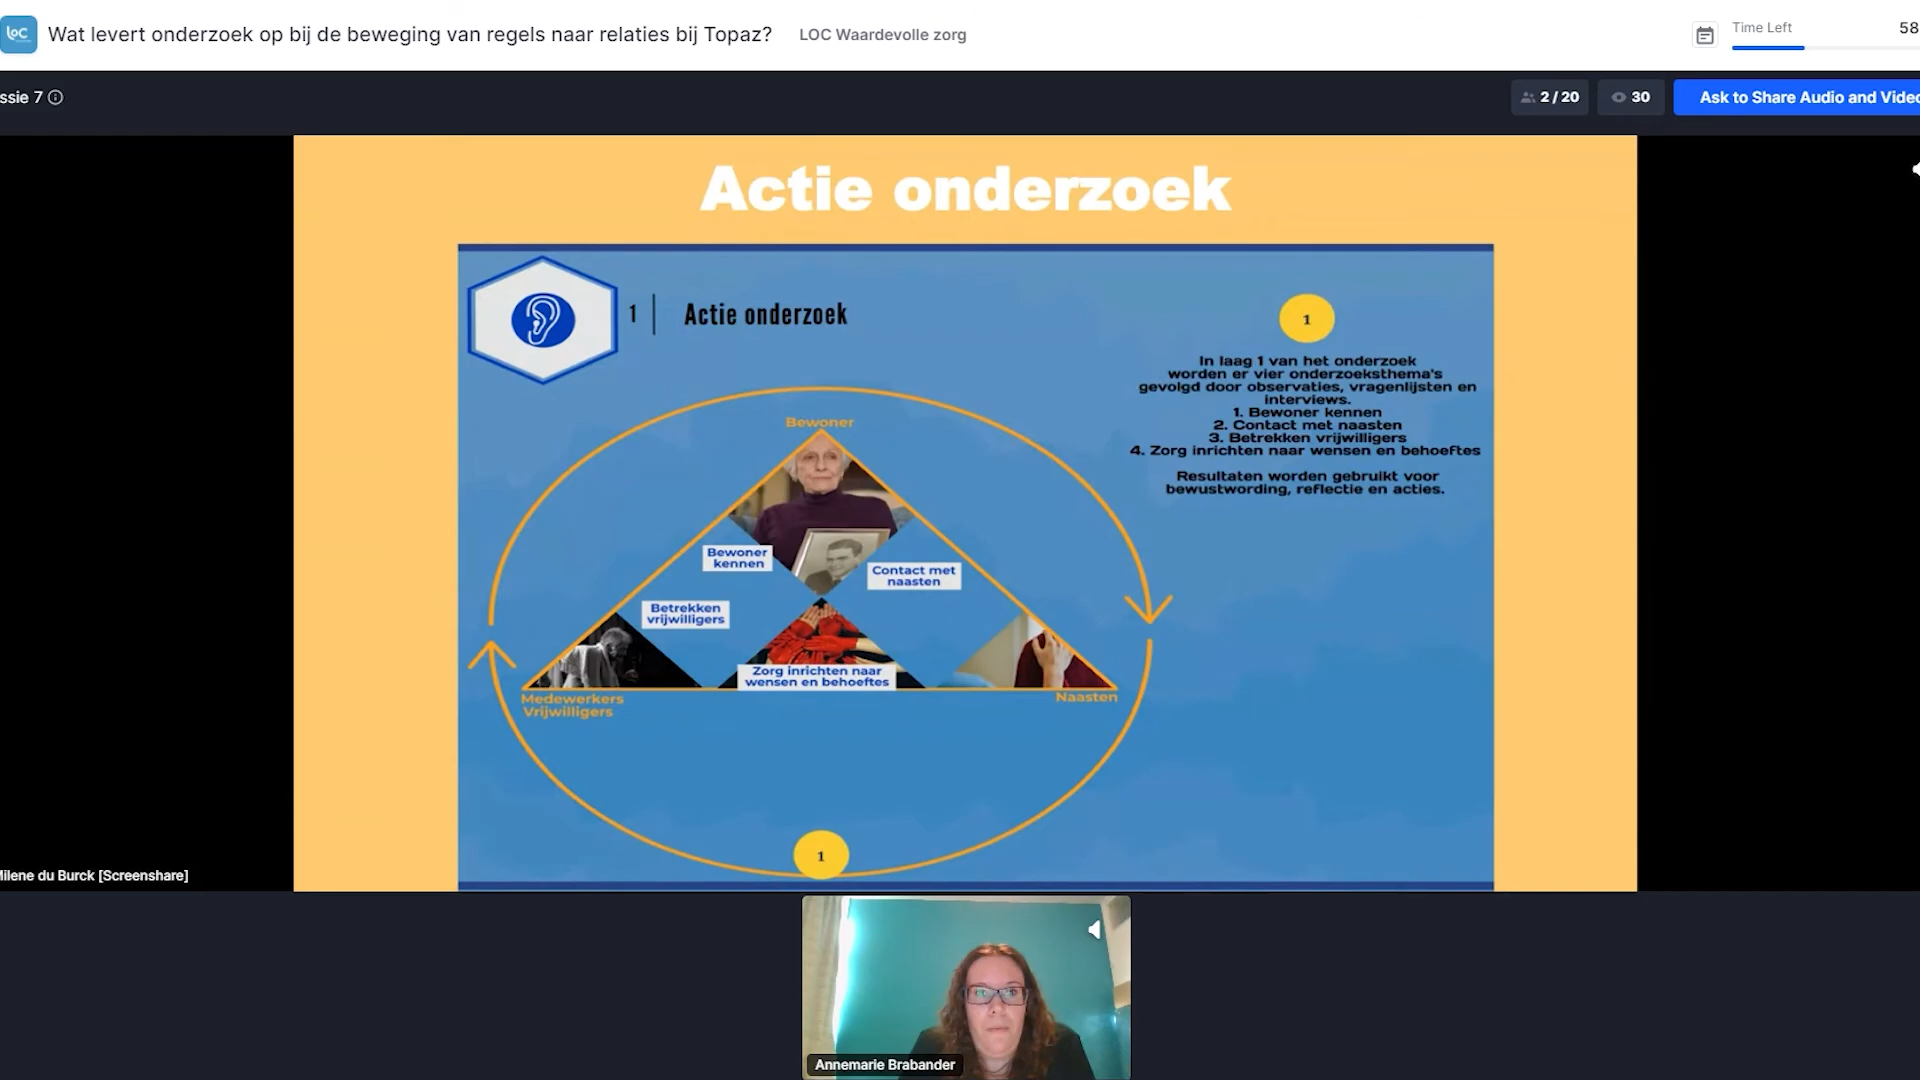 LOC
Wat levert onderzoek op bij de beweging van regels naar relaties bij Topaz?
LOC Waardevolle zorg
Time Left
58
ssie 7
2 / 20
30
Ask to Share Audio and Video
Actie onderzoek
1
Actie onderzoek
1
In laag 1 van het onderzoek
worden er vier onderzoeksthema's
gevolgd door observaties, vragenlijsten en
interviews.
1. Bewoner kennen
2. Contact met naasten
3. Betrekken vrijwilligers
4. Zorg inrichten naar wensen en behoeftes
Resultaten worden gebruikt voor
bewustwording, reflectie en acties.
Bewoner
Bewoner
kennen
Contact met
naasten
Betrekken
vrijwilligers
Zorg inrichten naar
wensen en behoeftes
Medewerkers
Vrijwilligers
Naasten
1
Milene du Burck [Screenshare]
Annemarie Brabander